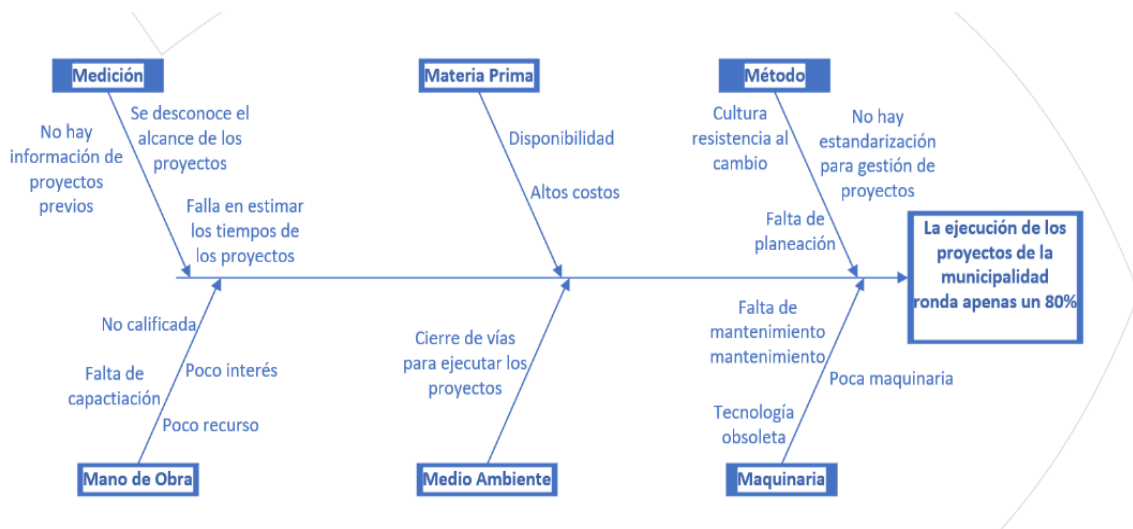 Medición
Materia Prima
Método
No hay
información de
proyectos
previos
Se desconoce el
alcance de los
proyectos
Falla en estimar
los tiempos de
los proyectos
Disponibilidad
Altos costos
Cultura
resistencia al
cambio
No hay
estandarización
para gestión de
proyectos
Falta de
planeación
La ejecución de los
proyectos de la
municipalidad
ronda apenas un 80%
No calificada
Falta de
capactiación
Poco interés
Poco recurso
Cierre de vías
para ejecutar los
proyectos
Falta de
mantenimiento
mantenimiento
Poca maquinaria
Tecnología
obsoleta
Mano de Obra
Medio Ambiente
Maquinaria